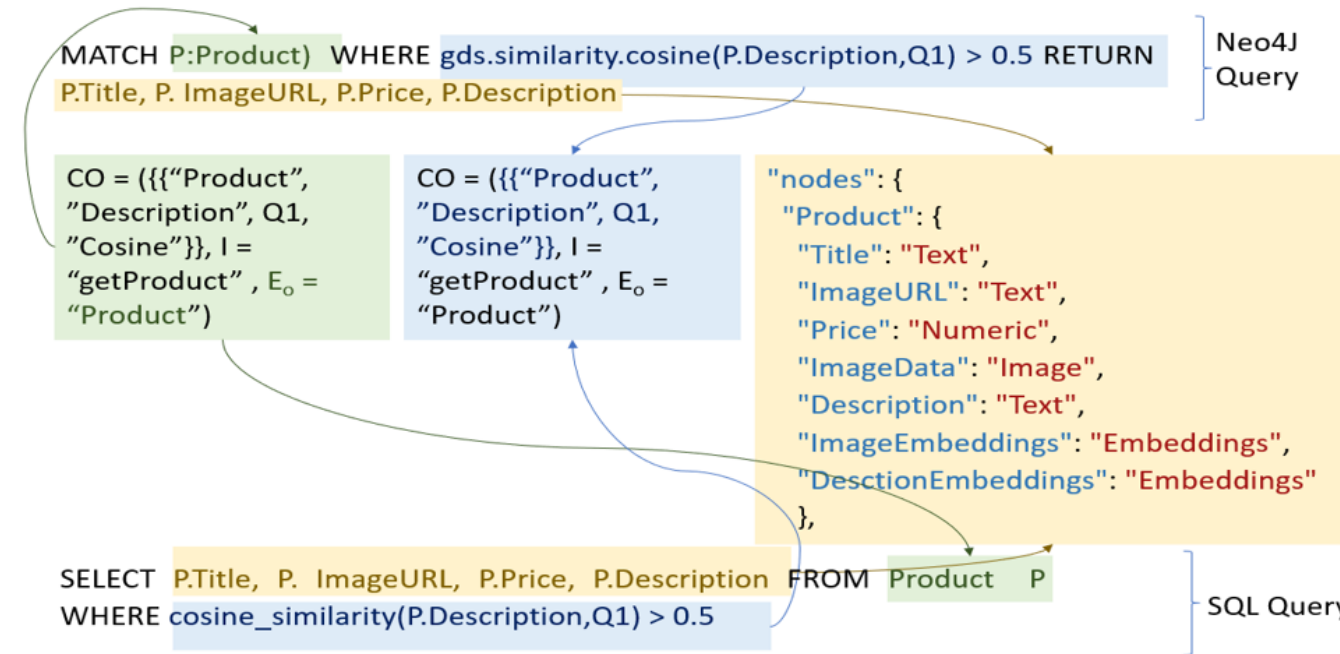 MATCH P:Product) WHERE gds.similarity.cosine(P.Description,Q1) > 0.5 RETURN
P.Title, P. ImageURL, P.Price, P.Description
Neo4J
Query
CO = ({{“Product”,
”Description”, Q1,
”Cosine”}}, I =
“getProduct” , Eₒ =
“Product”)
CO = ({{“Product”,
”Description”, Q1,
”Cosine”}}, I =
“getProduct” , Eₒ =
“Product”)
"nodes": {
"Product": {
"Title": "Text",
"ImageURL": "Text",
"Price": "Numeric",
"ImageData": "Image",
"Description": "Text",
"ImageEmbeddings": "Embeddings",
"DesctionEmbeddings": "Embeddings"
},
SELECT P.Title, P. ImageURL, P.Price, P.Description FROM Product P
WHERE cosine_similarity(P.Description,Q1) > 0.5
SQL Query